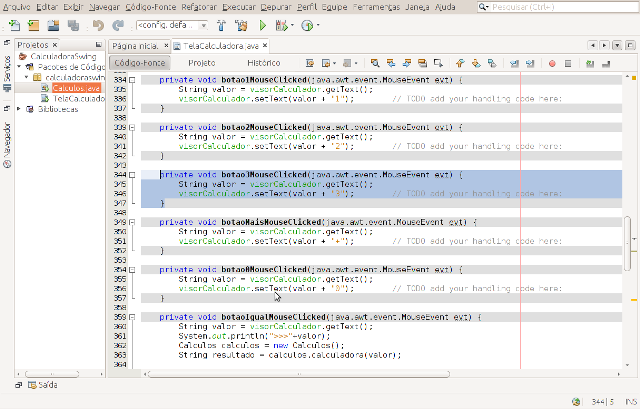 Arquivo Editar Exibir Navegar Código-Fonte Refatorar Executar Depurar Perfil Equipe Ferramentas Janela Ajuda
Pesquisar (Ctrl+
<config. defa...
Projetos
Página inicial
TelaCalculadora.java
Código-Fonte Projeto Histórico
Serviços
Navegador
CalculadoraSwing
Pacotes de Código
calculadoraswin
Calculos.java
TelaCalculado
Bibliotecas
334 private void botao1MouseClicked(java.awt.event.MouseEvent evt) {
335 String valor = visorCalculador.getText();
336 visorCalculador.setText(valor + "1"); // TODO add your handling code here:
337 }
338
339 private void botao2MouseClicked(java.awt.event.MouseEvent evt) {
340 String valor = visorCalculador.getText();
341 visorCalculador.setText(valor + "2"); // TODO add your handling code here:
342 }
343
344 private void botao3MouseClicked(java.awt.event.MouseEvent evt) {
345 String valor = visorCalculador.getText();
346 visorCalculador.setText(valor + "3"); // TODO add your handling code here:
347 }
348
349 private void botaoMaisMouseClicked(java.awt.event.MouseEvent evt) {
350 String valor = visorCalculador.getText();
351 visorCalculador.setText(valor + "+"); // TODO add your handling code here:
352 }
353
354 private void botao0MouseClicked(java.awt.event.MouseEvent evt) {
355 String valor = visorCalculador.getText();
356 visorCalculador.setText(valor + "0"); // TODO add your handling code here:
357 }
358
359 private void botaoIgualMouseClicked(java.awt.event.MouseEvent evt) {
360 String valor = visorCalculador.getText();
361 System.out.println(">>>"+valor);
362 Calculos calculos = new Calculos();
363 String resultado = calculos.calculadora(valor);
364
Saída
344|5 INS